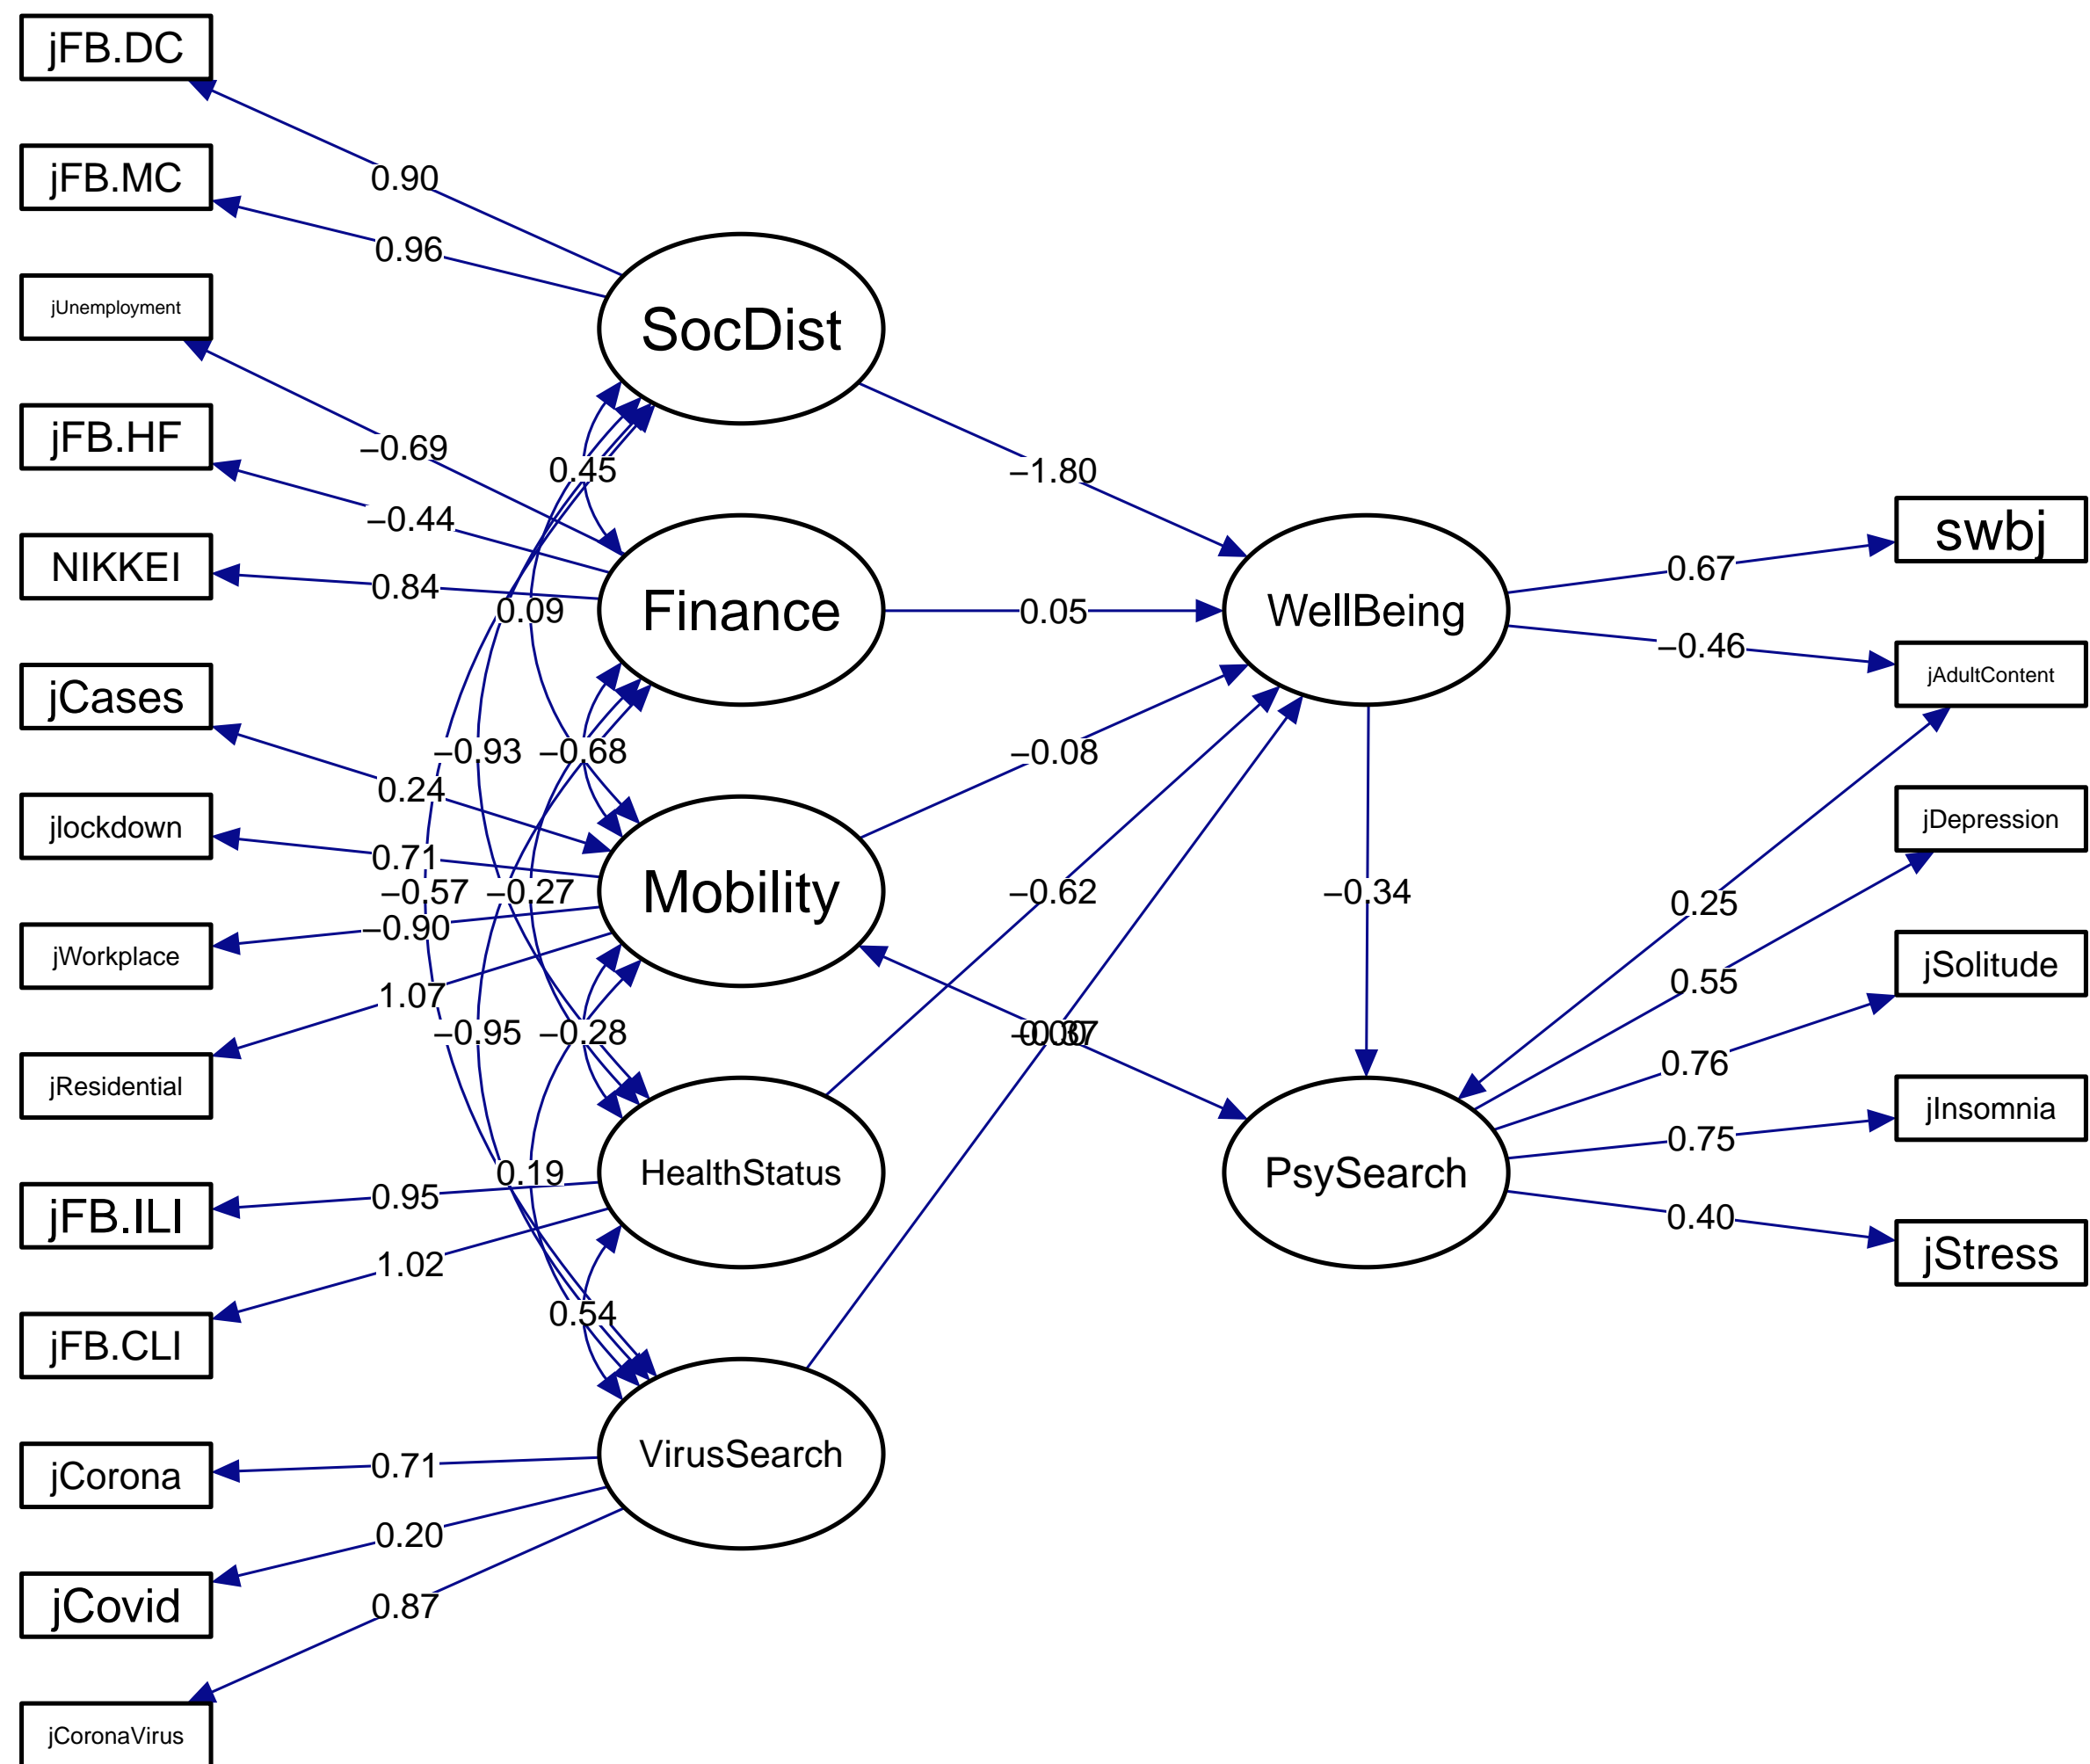 jFB.DC
jFB.MC
jUnemployment
jFB.HF
NIKKEI
jCases
jlockdown
jWorkplace
jResidential
jFB.ILI
jFB.CLI
jCorona
jCovid
jCoronaVirus
0.90
0.96
−0.69
−0.44
0.84
0.24
0.71
−0.90
1.07
0.95
1.02
0.71
0.20
0.87
0.45
0.09
−0.93
−0.68
−0.57
−0.27
−0.95
−0.28
0.19
0.54
SocDist
Finance
Mobility
HealthStatus
VirusSearch
−1.80
0.05
−0.08
−0.62
−0.34
WellBeing
PsySearch
0.67
−0.46
0.25
0.55
0.76
0.75
0.40
swbj
jAdultContent
jDepression
jSolitude
jInsomnia
jStress